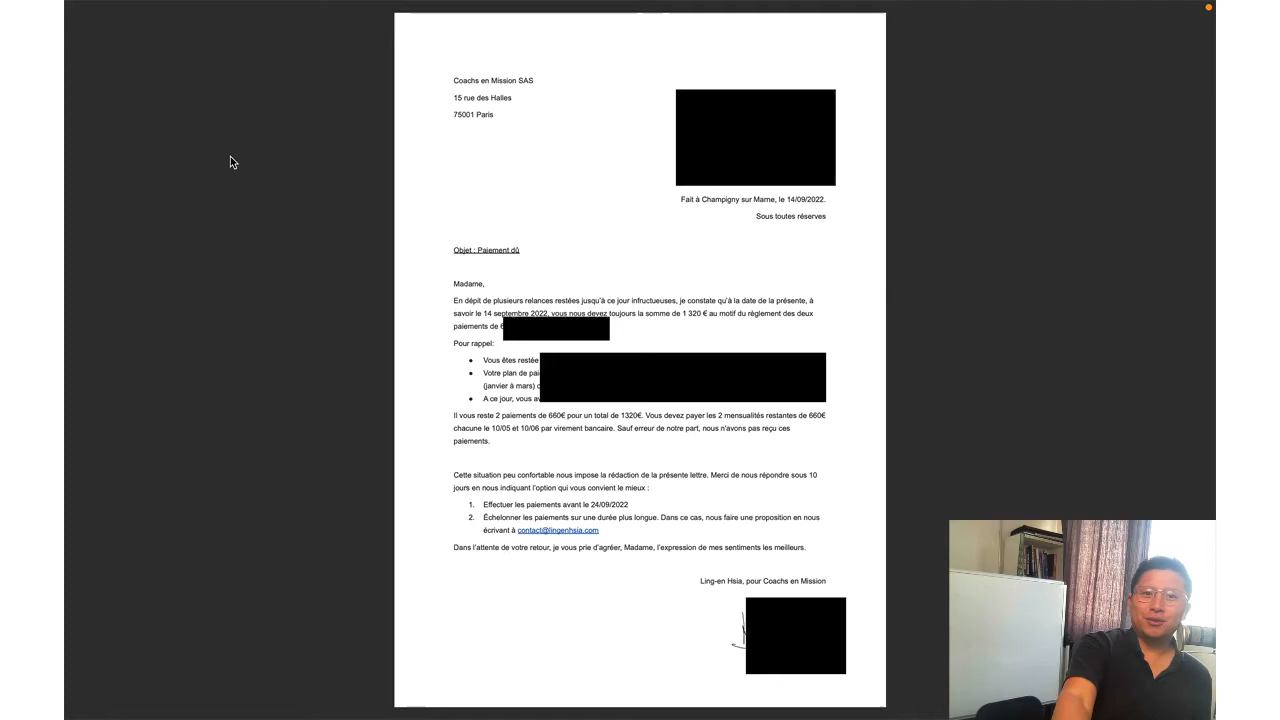 Coachs en Mission SAS
15 rue des Halles
75001 Paris
Fait à Champigny sur Marne, le 14/09/2022.
Sous toutes réserves
Objet : Paiement dû
Madame,
En dépit de plusieurs relances restées jusqu'à ce jour infructueuses, je constate qu'à la date de la présente, à
savoir le 14 septembre 2022, vous nous devez toujours la somme de 1 320 € au motif du règlement des deux
paiements de
Pour rappel:
● Vous êtes restée
● Votre plan de
(janvier à mars)
● A ce jour, vous
Il vous reste 2 paiements de 660€ pour un total de 1320€. Vous devez payer les 2 mensualités restantes de 660€
chacune le 10/05 et 10/06 par virement bancaire. Sauf erreur de notre part, nous n'avons pas reçu ces
paiements.
Cette situation peu confortable nous impose la rédaction de la présente lettre. Merci de nous répondre sous 10
jours en nous indiquant l'option qui vous convient le mieux :
1. Effectuer les paiements avant le 24/09/2022
2. Échelonner les paiements sur une durée plus longue. Dans ce cas, nous faire une proposition en nous
écrivant à contact@lingenhsia.com
Dans l'attente de votre retour, je vous prie d'agréer, Madame, l'expression de mes sentiments les meilleurs.
Ling-en Hsia, pour Coachs en Mission